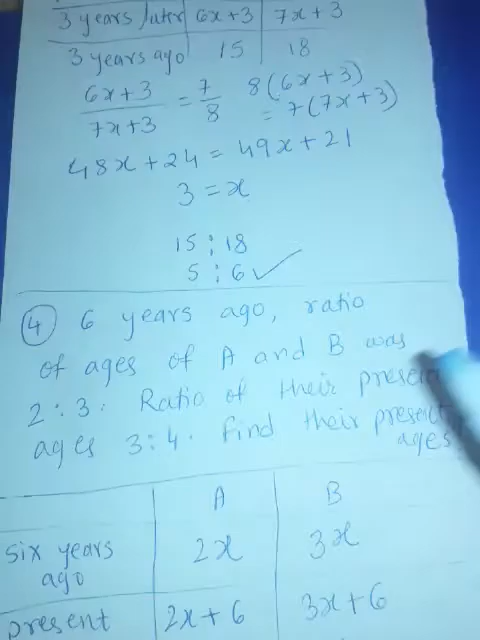 3 years later 6x+3 7x+3
3 years ago 15 18
6x+3 / 7x+3 = 7/8 8(6x+3)
= 7(7x+3)
48x+24 = 49x+21
3 = x
15 : 18
5 : 6 ✓
④ 6 years ago, ratio
of ages of A and B was
2:3. Ratio of their present
ages 3:4. Find their present
ages
A B
six years ago 2x 3x
present 2x+6 3x+6